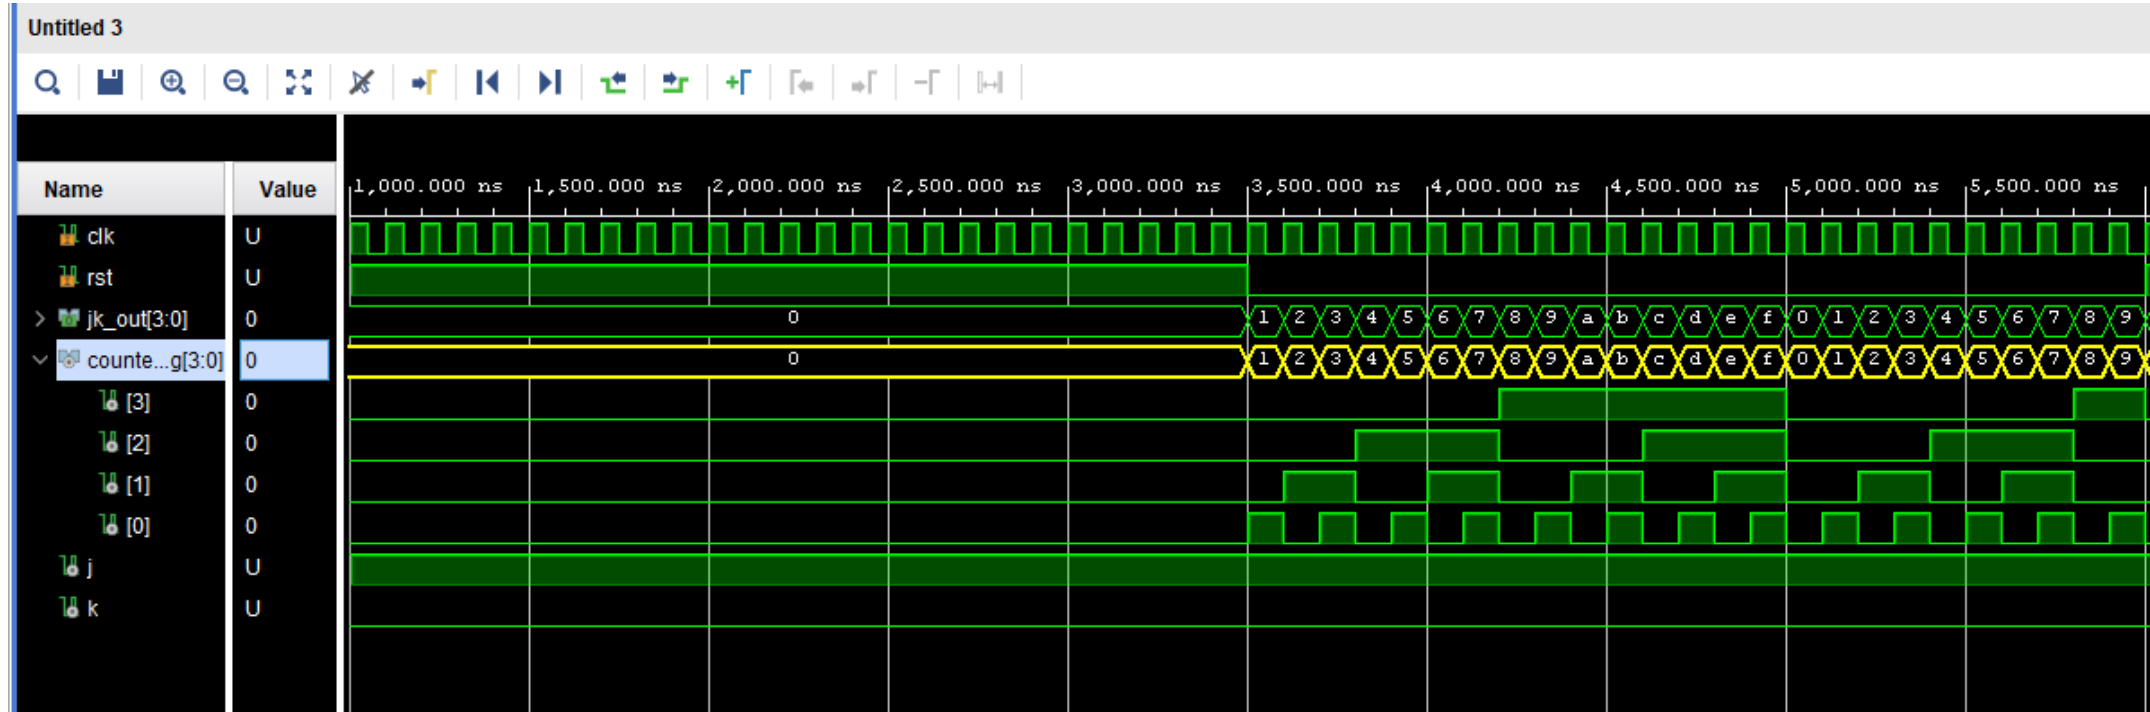 Untitled 3
Name Value 1,000.000 ns 1,500.000 ns 2,000.000 ns 2,500.000 ns 3,000.000 ns 3,500.000 ns 4,000.000 ns 4,500.000 ns 5,000.000 ns 5,500.000 ns
clk U
rst U
jk_out[3:0] 0 0 1 2 3 4 5 6 7 8 9 a b c d e f 0 1 2 3 4 5 6 7 8 9
counte...g[3:0] 0 0 1 2 3 4 5 6 7 8 9 a b c d e f 0 1 2 3 4 5 6 7 8 9
[3] 0
[2] 0
[1] 0
[0] 0
j U
k U